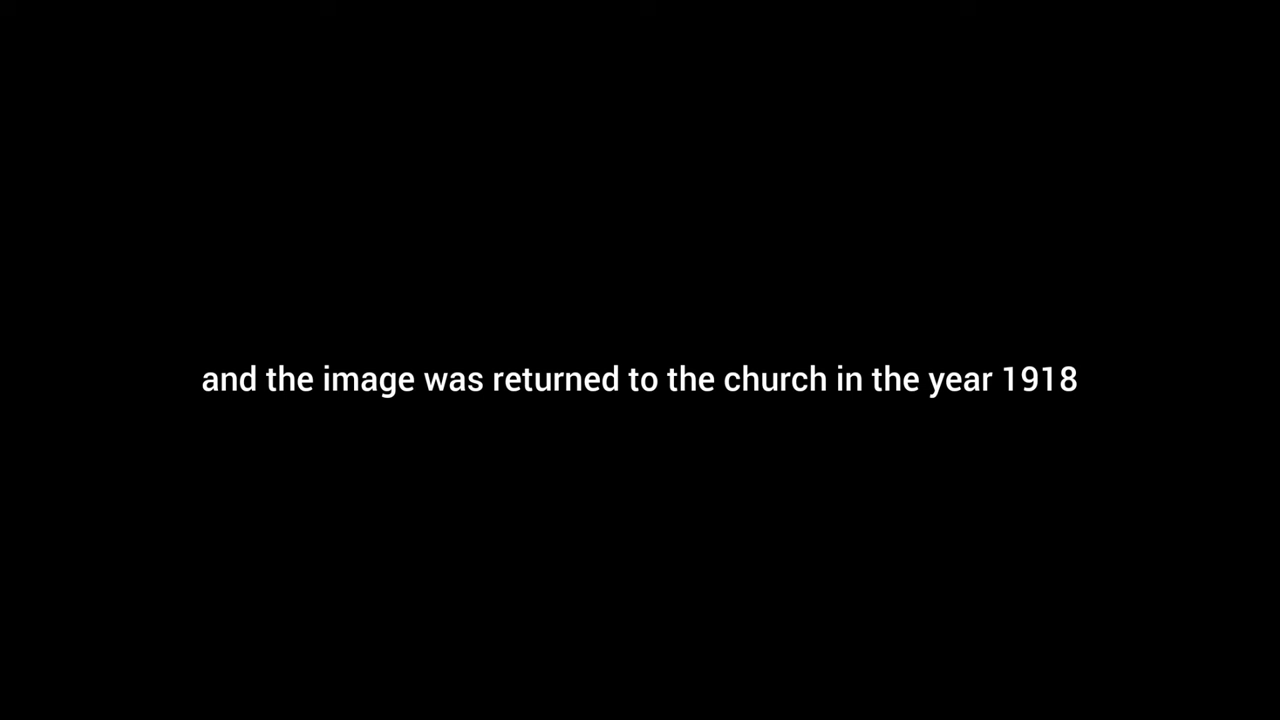 and the image was returned to the church in the year 1918